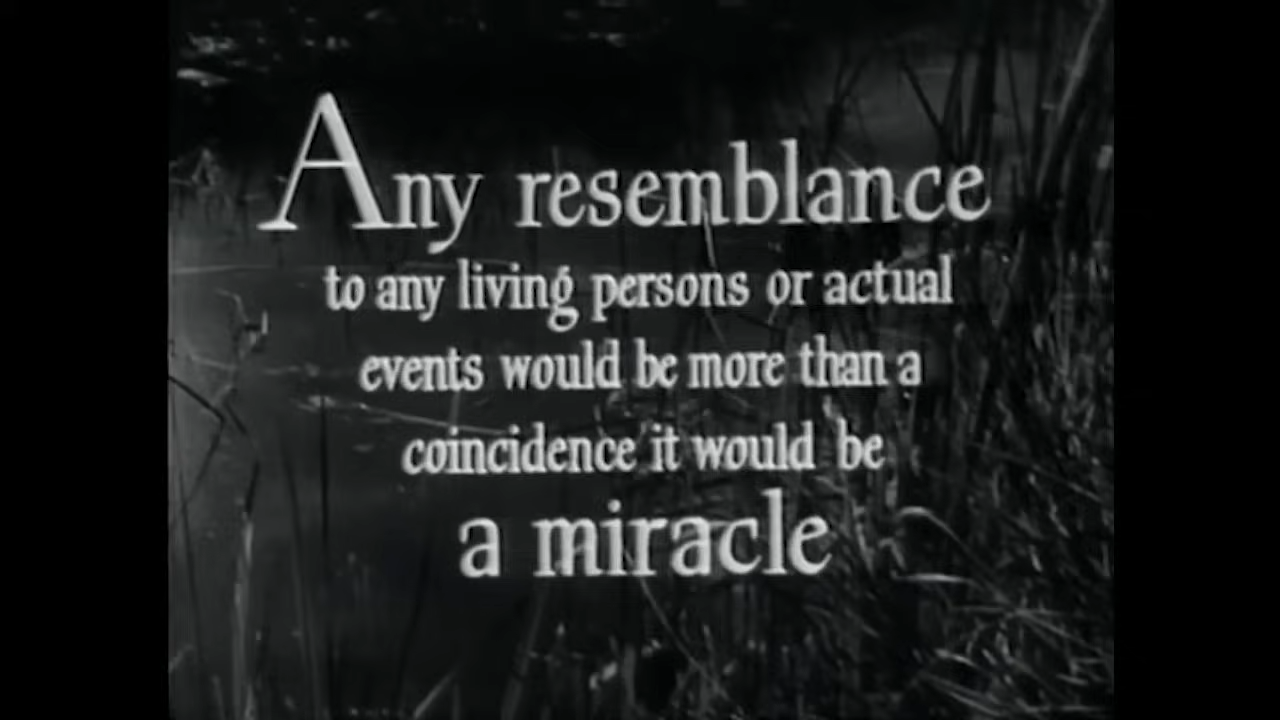 Any resemblance
to any living persons or actual
events would be more than a
coincidence it would be
a miracle